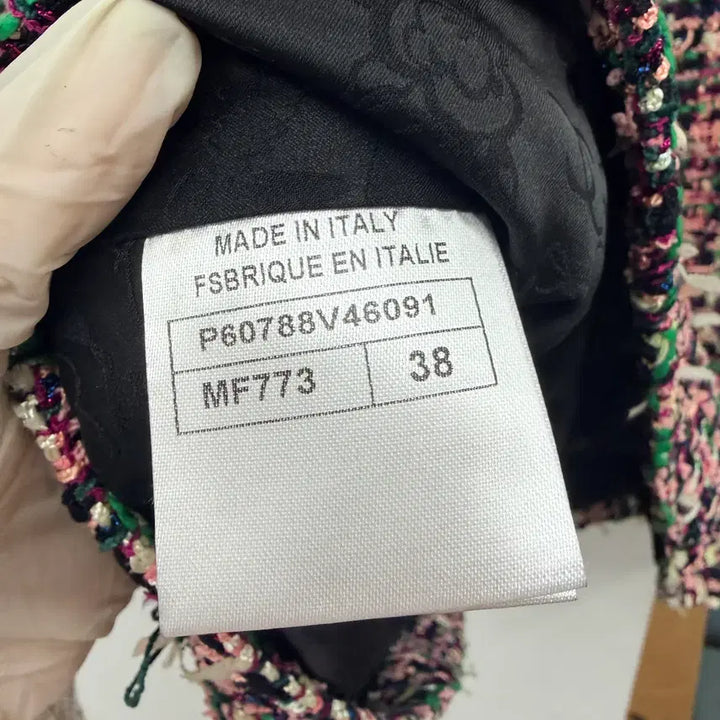 MADE IN ITALY
FSBRIQUE EN ITALIE
P60788V46091
MF773 38